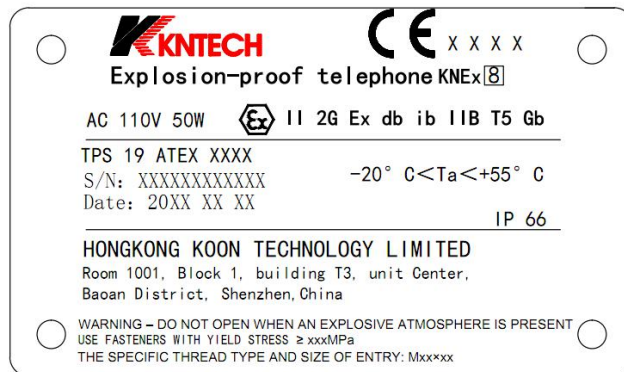 KNTECH CE X X X X
Explosion-proof telephone KNEx 8
AC 110V 50W Ex II 2G Ex db ib IIB T5 Gb
TPS 19 ATEX XXXX
S/N: XXXXXXXXXXXX
-20° C<Ta<+55° C
Date: 20XX XX XX
IP 66
HONGKONG KOON TECHNOLOGY LIMITED
Room 1001, Block 1, building T3, unit Center,
Baoan District, Shenzhen,China
WARNING – DO NOT OPEN WHEN AN EXPLOSIVE ATMOSPHERE IS PRESENT
USE FASTENERS WITH YIELD STRESS ≥ xxxMPa
THE SPECIFIC THREAD TYPE AND SIZE OF ENTRY: Mxx×xx